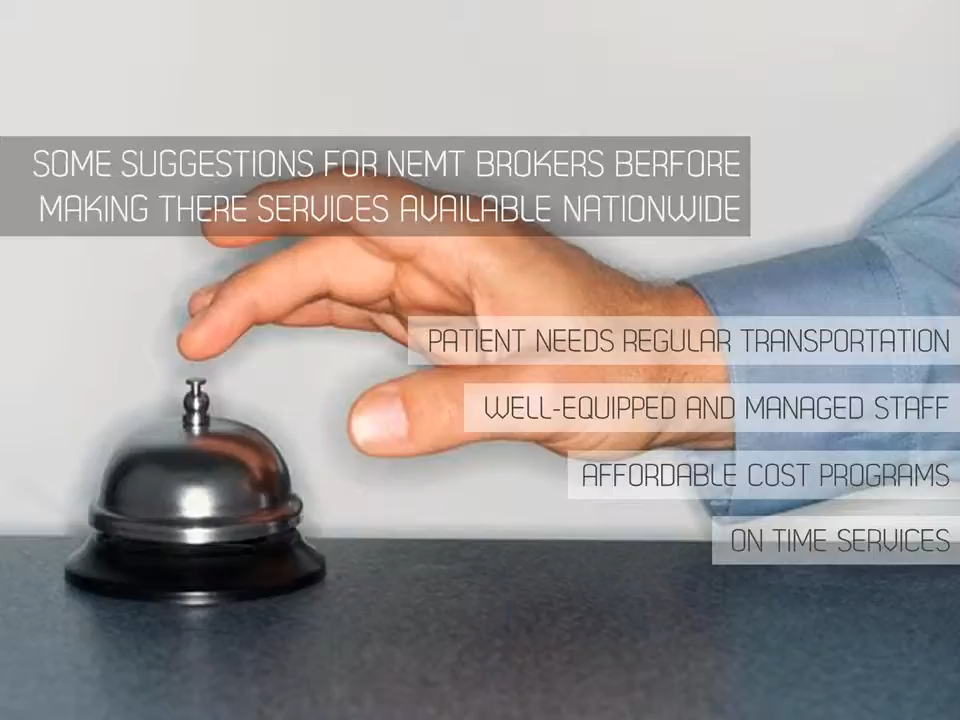 SOME SUGGESTIONS FOR NEMT BROKERS BERFORE
MAKING THERE SERVICES AVAILABLE NATIONWIDE
PATIENT NEEDS REGULAR TRANSPORTATION
WELL-EQUIPPED AND MANAGED STAFF
AFFORDABLE COST PROGRAMS
ON TIME SERVICES